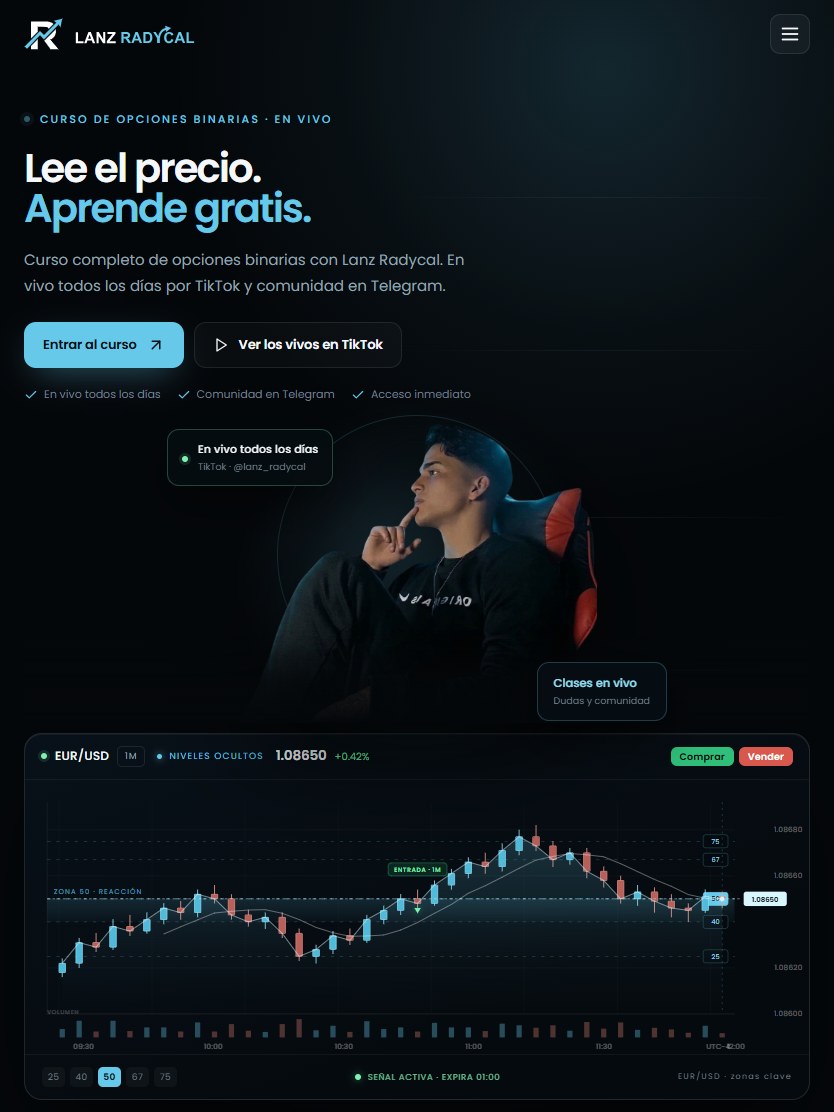 LANZ RADYCAL
CURSO DE OPCIONES BINARIAS · EN VIVO
Lee el precio.
Aprende gratis.
Curso completo de opciones binarias con Lanz Radycal. En
vivo todos los días por TikTok y comunidad en Telegram.
Entrar al curso
Ver los vivos en TikTok
En vivo todos los días
Comunidad en Telegram
Acceso inmediato
En vivo todos los días
TikTok · @lanz_radycal
Clases en vivo
Dudas y comunidad
EUR/USD 1M NIVELES OCULTOS 1.08650 +0.42%
Comprar Vender
1.08680
75
67
ENTRADA · 1M
1.08660
ZONA 50 - REACCIÓN
50
1.08650
40
25
1.08620
1.08600
VOLUMEN
09:30 10:00 10:30 11:00 11:30
25 40 50 67 75
SEÑAL ACTIVA · EXPIRA 01:00
EUR/USD · zonas clave